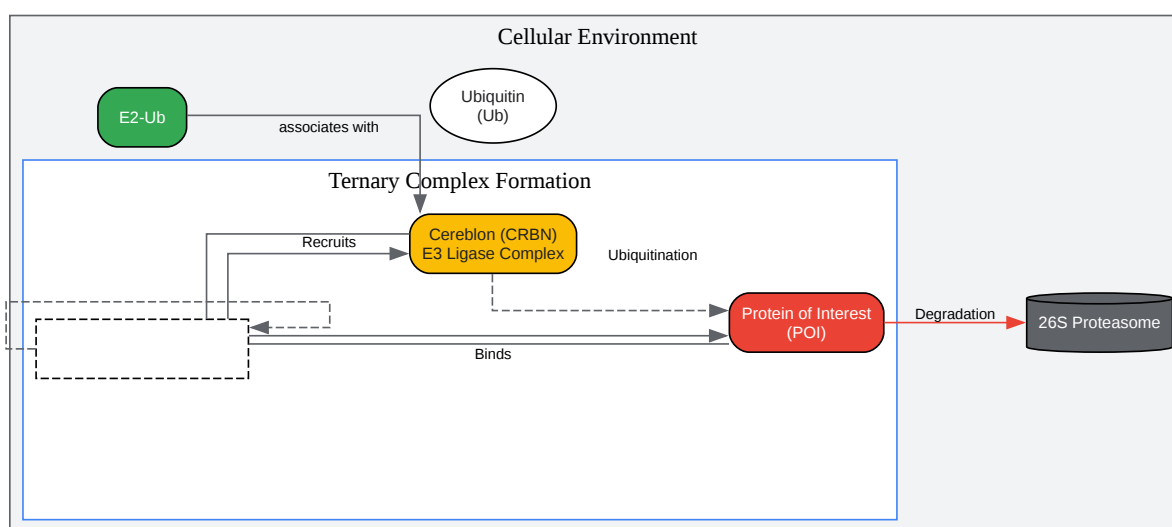 Cellular Environment
Ubiquitin
(Ub)
E2-Ub
associates with
Ternary Complex Formation
Cereblon (CRBN)
E3 Ligase Complex
Recruits
Ubiquitination
Protein of Interest
(POI)
Degradation
26S Proteasome
Binds